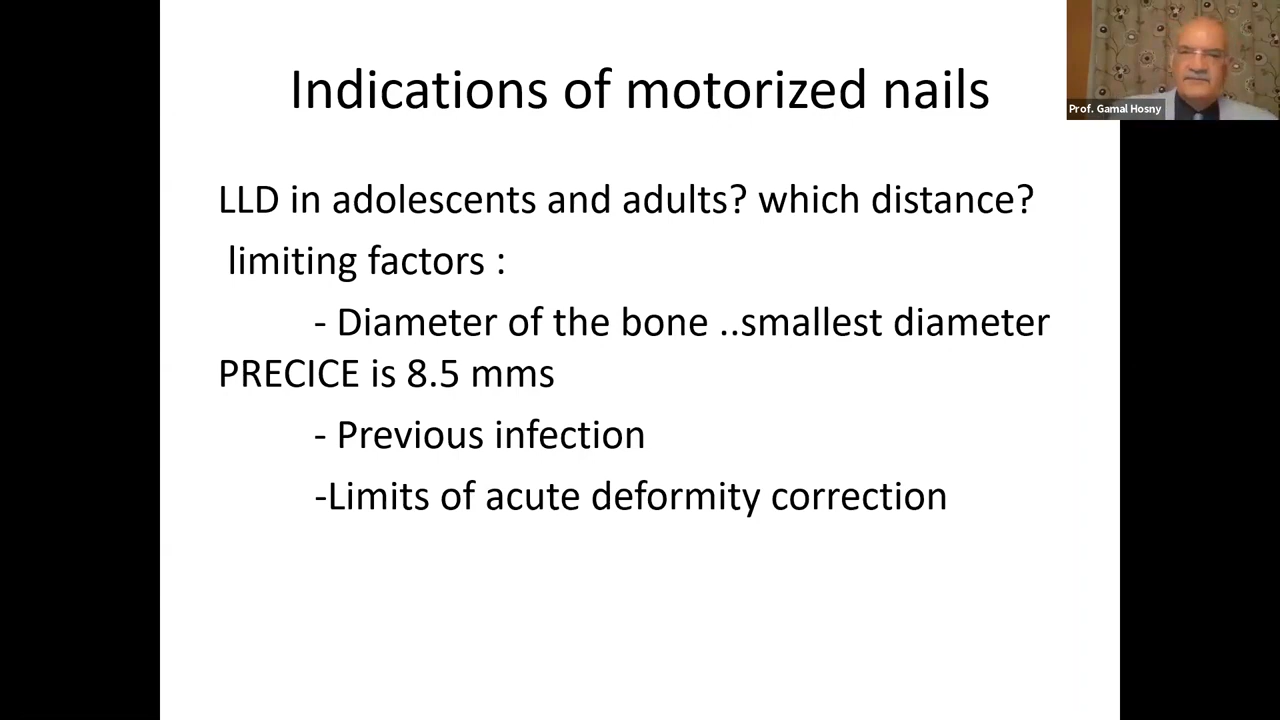 Indications of motorized nails
Prof. Gamal Hosny
LLD in adolescents and adults? which distance?
limiting factors :
- Diameter of the bone ..smallest diameter
PRECICE is 8.5 mms
- Previous infection
-Limits of acute deformity correction